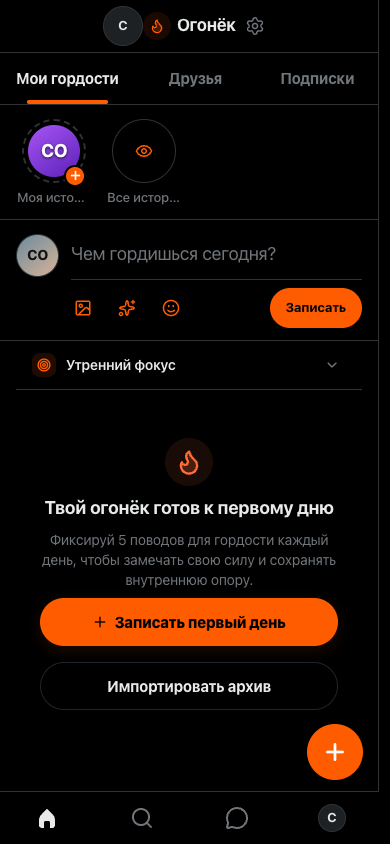 С
Огонёк
Мои гордости
Друзья
Подписки
СО
Моя исто...
Все истор...
СО
Чем гордишься сегодня?
Записать
Утренний фокус
Твой огонёк готов к первому дню
Фиксируй 5 поводов для гордости каждый
день, чтобы замечать свою силу и сохранять
внутреннюю опору.
+ Записать первый день
Импортировать архив
С